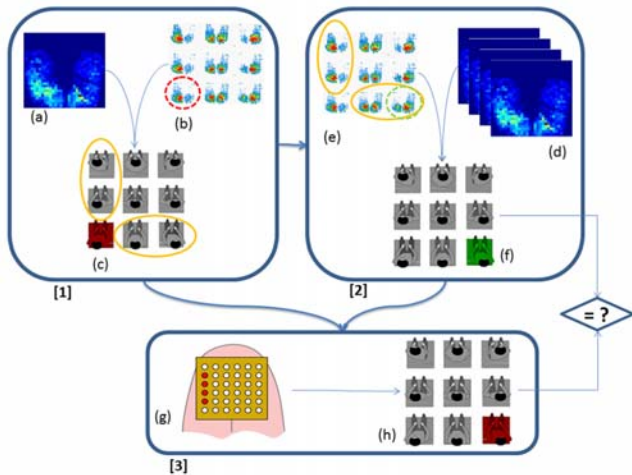 (a)
(b)
(c)
[1]
(e)
(d)
(f)
[2]
= ?
(g)
(h)
[3]